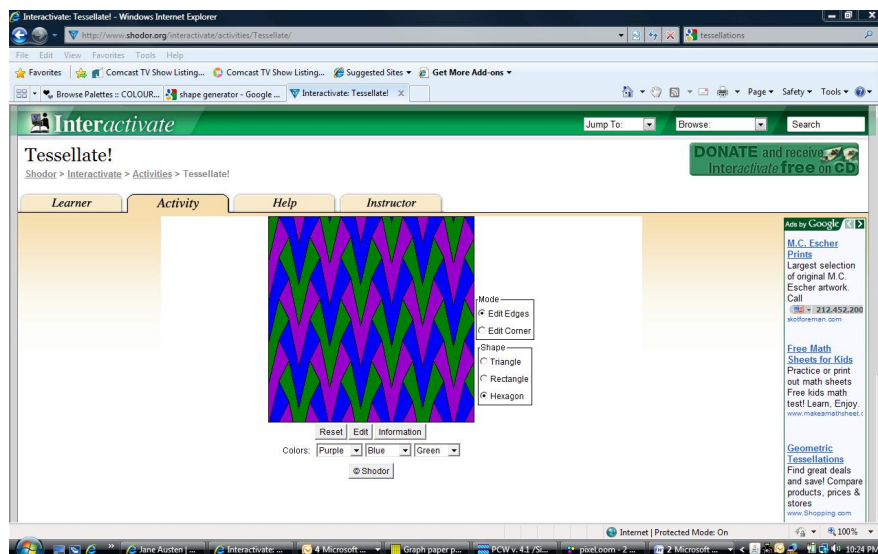 Interactivate: Tessellate! - Windows Internet Explorer
http://www.shodor.org/interactivate/activities/Tessellate/
tessellations
File Edit View Favorites Tools Help
Favorites Comcast TV Show Listing... Comcast TV Show Listing... Suggested Sites Get More Add-ons
Browse Palettes :: COLOUR... shape generator - Google ... Interactivate: Tessellate! Page Safety Tools
Interactivate
Jump To: Browse: Search
Tessellate!
DONATE and receive
Interactivate free on CD
Shodor > Interactivate > Activities > Tessellate!
Learner Activity Help Instructor
Mode
Edit Edges
Edit Corner
Shape
Triangle
Rectangle
Hexagon
Reset Edit Information
Colors: Purple Blue Green
© Shodor
Ads by Google
M.C. Escher
Prints
Largest selection
of original M.C.
Escher artwork.
Call
212.452.200
skotforeman.com
Free Math
Sheets for Kids
Practice or print
out math sheets
Free kids math
test! Learn, Enjoy.
www.makeamathsheet.c
Geometric
Tessellations
Find great deals
and save! Compare
products, prices &
stores
www.Shopping.com
Internet | Protected Mode: On 100%
Jane Austen | ... Interactivate: ... 4 Microsoft ... Graph paper p... PCW v. 4.1 /Si... pixel.oom - 2 ... 2 Microsoft ... 10:24 PM